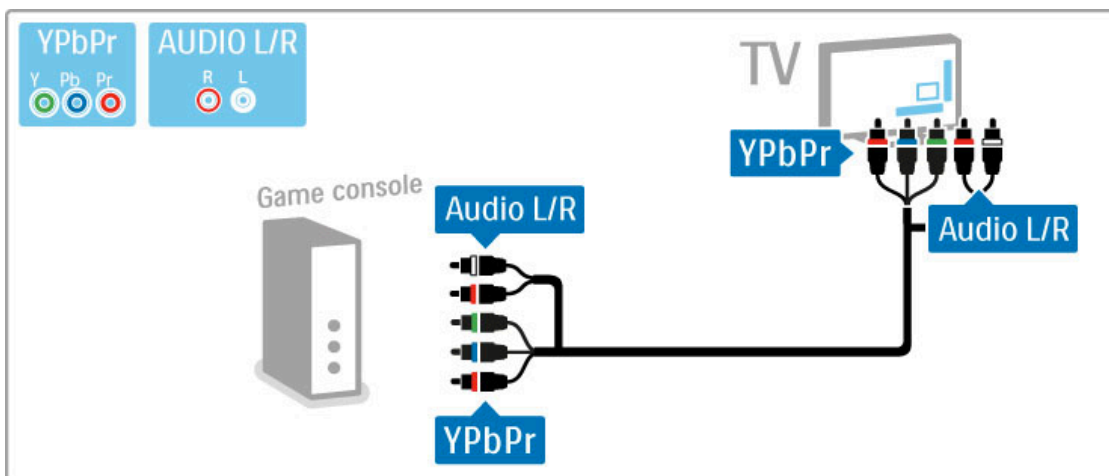 YPbPr
Y Pb Pr
AUDIO L/R
R L
TV
YPbPr
Audio L/R
Game console
Audio L/R
YPbPr